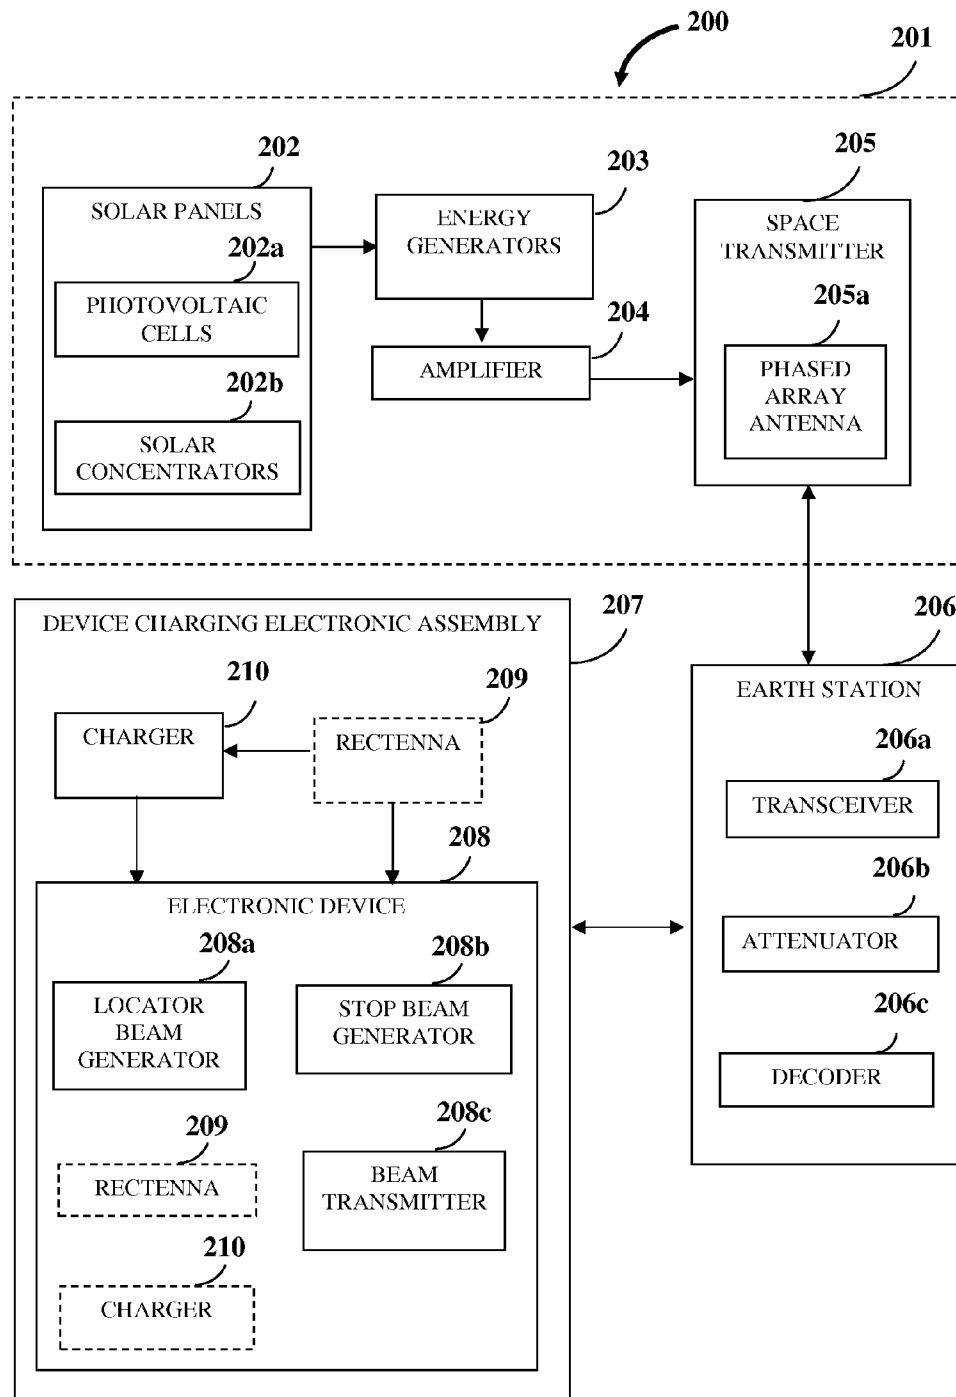 200
201
202
203
205
SOLAR PANELS
ENERGY
GENERATORS
SPACE
TRANSMITTER
202a
PHOTOVOLTAIC
CELLS
204
205a
AMPLIFIER
PHASED
ARRAY
ANTENNA
202b
SOLAR
CONCENTRATORS
207
206
DEVICE CHARGING ELECTRONIC ASSEMBLY
210
209
CHARGER
RECTENNA
EARTH STATION
206a
TRANSCEIVER
208
206b
ELECTRONIC DEVICE
ATTENUATOR
208a
208b
LOCATOR
BEAM
GENERATOR
STOP BEAM
GENERATOR
206c
DECODER
209
208c
RECTENNA
BEAM
TRANSMITTER
210
CHARGER